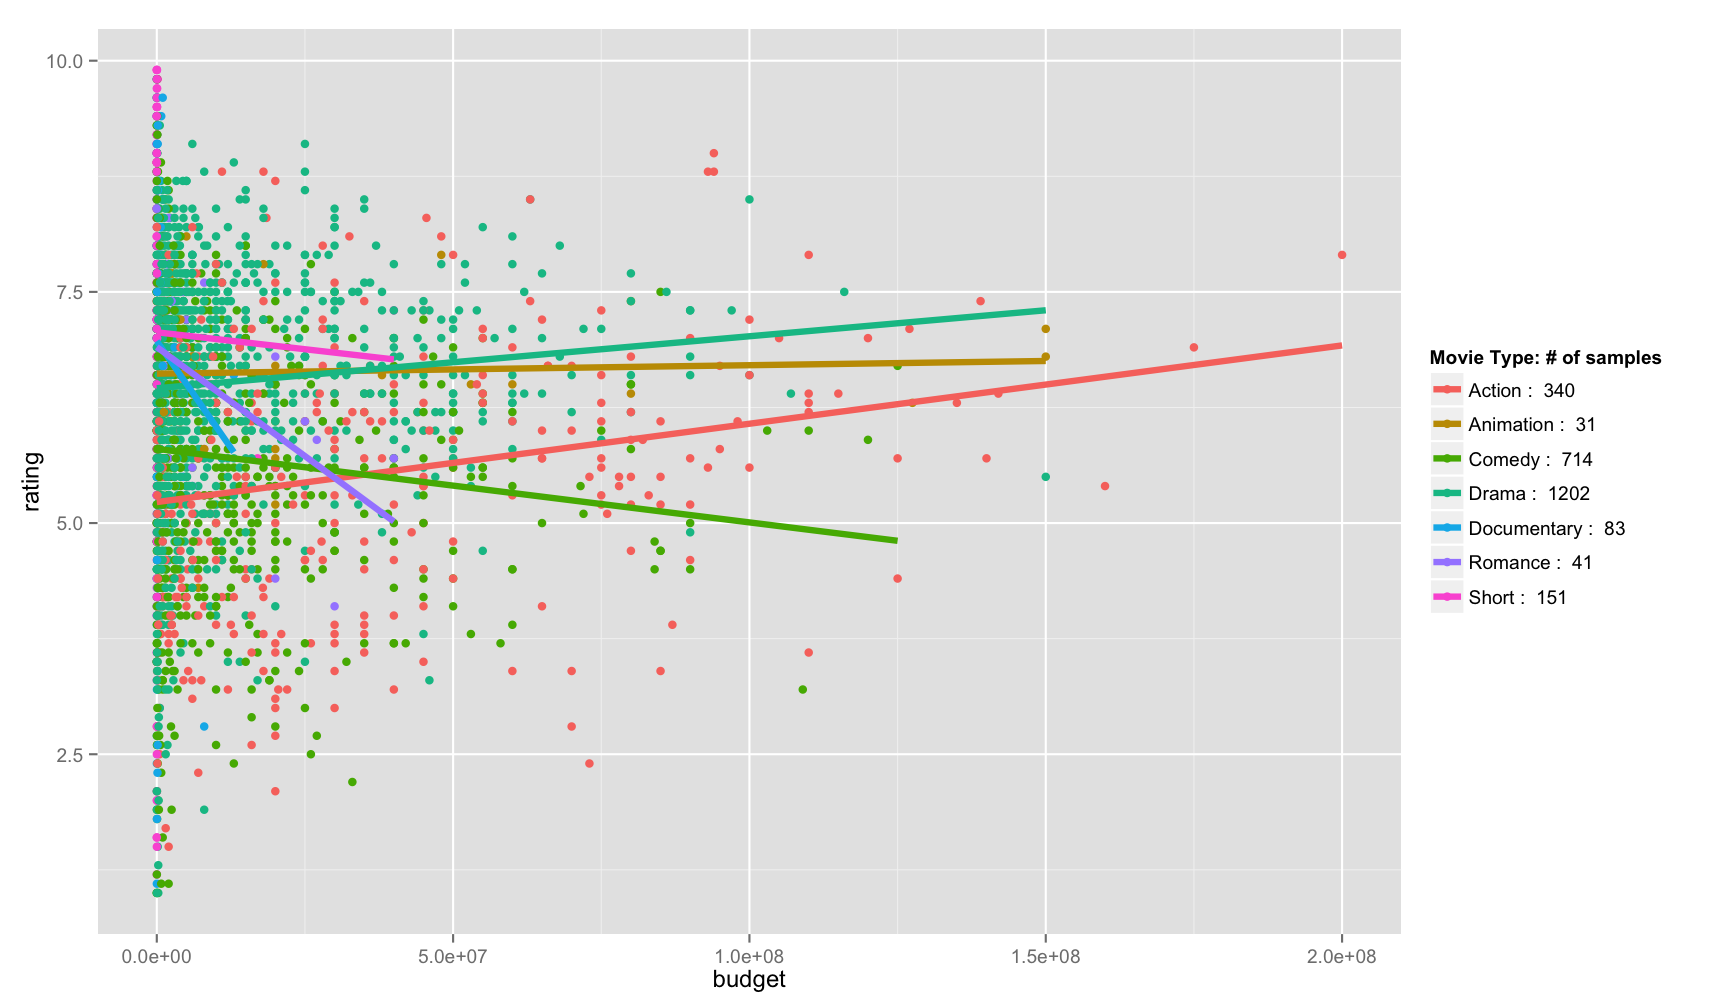 10.0
7.5
5.0
2.5
rating
0.0e+00 5.0e+07 1.0e+08 1.5e+08 2.0e+08
budget
Movie Type: # of samples
Action : 340
Animation : 31
Comedy : 714
Drama : 1202
Documentary : 83
Romance : 41
Short : 151